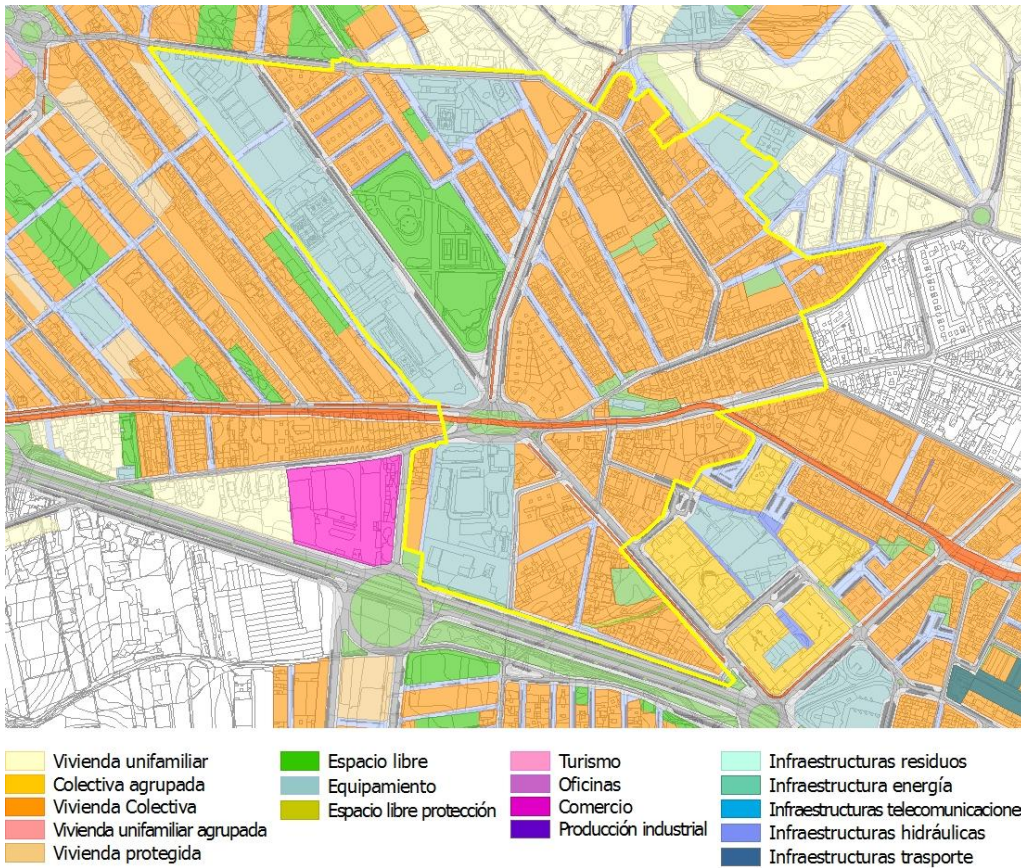 Vivienda unifamiliar
Colectiva agrupada
Vivienda Colectiva
Vivienda unifamiliar agrupada
Vivienda protegida
Espacio libre
Equipamiento
Espacio libre protección
Turismo
Oficinas
Comercio
Producción industrial
Infraestructuras residuos
Infraestructura energía
Infraestructuras telecomunicacione
Infraestructuras hidráulicas
Infraestructuras trasporte